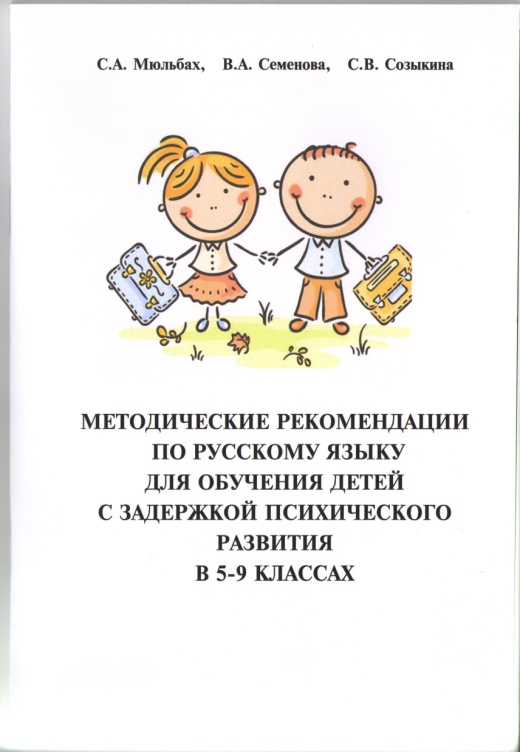 С.А. Мюльбах, В.А. Семенова, С.В. Созыкина
МЕТОДИЧЕСКИЕ РЕКОМЕНДАЦИИ
ПО РУССКОМУ ЯЗЫКУ
ДЛЯ ОБУЧЕНИЯ ДЕТЕЙ
С ЗАДЕРЖКОЙ ПСИХИЧЕСКОГО
РАЗВИТИЯ
В 5-9 КЛАССАХ